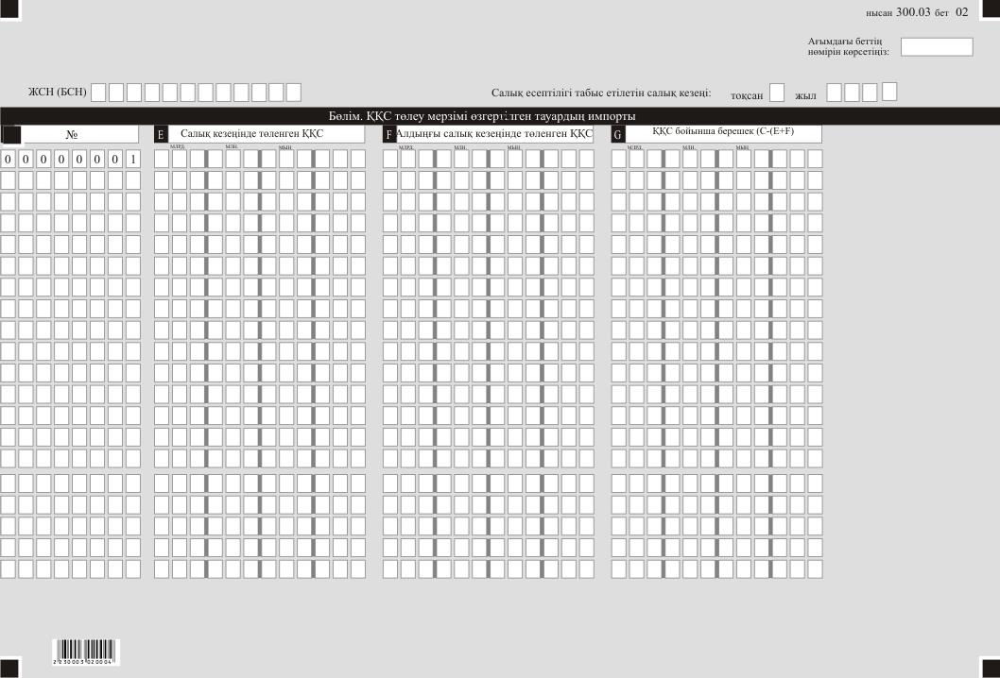 нысан 300.03 бет 02
Ағымдағы беттің
нөмірін көрсетіңіз:
ЖСН (БСН)
Салық есептілігі табыс етілетін салық кезеңі: тоқсан жыл
Бөлім. ҚҚС төлеу мерзімі өзгертілген тауардың импорты
№
E Салық кезеңінде төленген ҚҚС
F Алдыңғы салық кезеңінде төленген ҚҚС
G ҚҚС бойынша берешек (C-(E+F)
млрд. млн. мың. млрд. млн. мың. млрд. млн. мың.
0 0 0 0 0 0 0 1
2 230003 020004